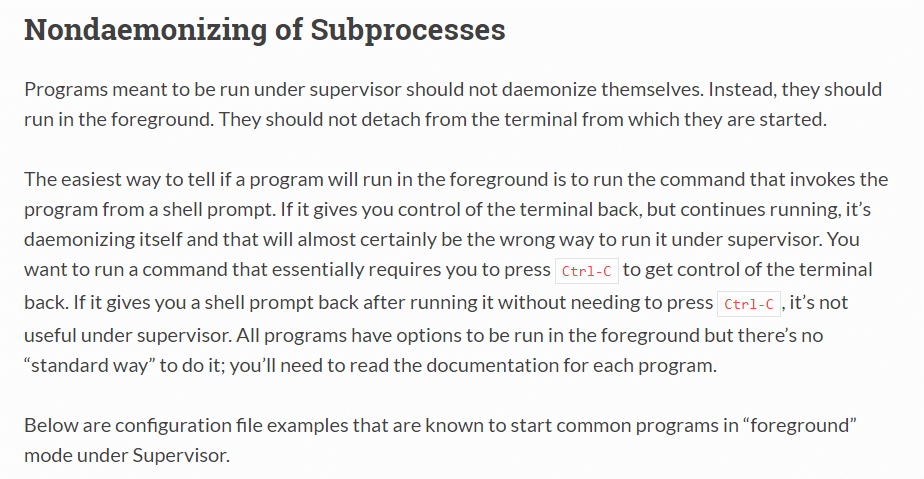 Nondaemonizing of Subprocesses
Programs meant to be run under supervisor should not daemonize themselves. Instead, they should
run in the foreground. They should not detach from the terminal from which they are started.
The easiest way to tell if a program will run in the foreground is to run the command that invokes the
program from a shell prompt. If it gives you control of the terminal back, but continues running, it’s
daemonizing itself and that will almost certainly be the wrong way to run it under supervisor. You
want to run a command that essentially requires you to press Ctrl-C to get control of the terminal
back. If it gives you a shell prompt back after running it without needing to press Ctrl-C , it’s not
useful under supervisor. All programs have options to be run in the foreground but there’s no
“standard way” to do it; you’ll need to read the documentation for each program.
Below are configuration file examples that are known to start common programs in “foreground”
mode under Supervisor.